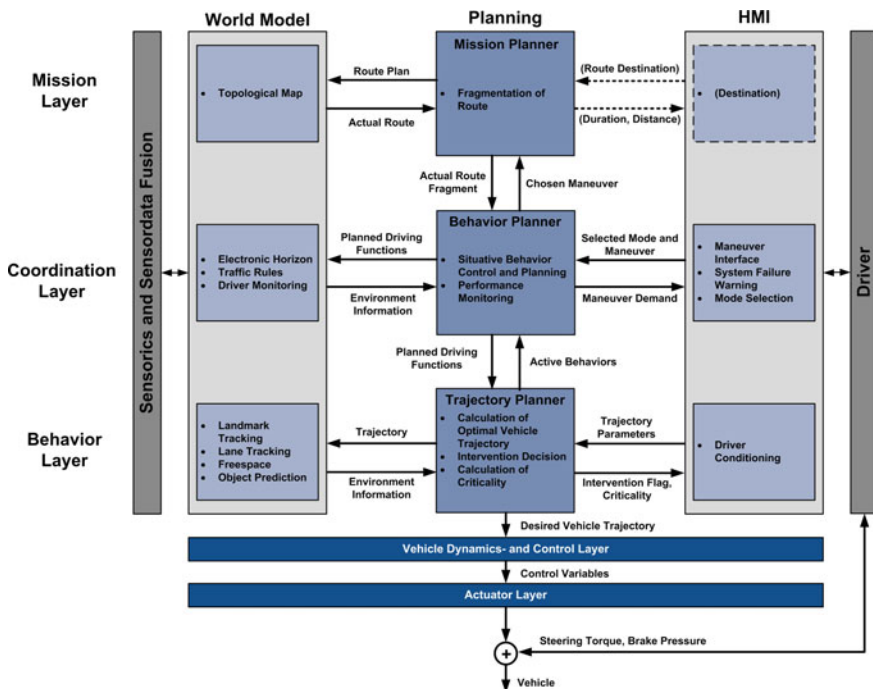 World Model
Planning
HMI
Mission
Layer
Mission Planner
• Topological Map
Route Plan
Actual Route
• Fragmentation of
Route
(Route Destination)
(Duration, Distance)
• (Destination)
Actual Route
Fragment
Chosen Maneuver
Sensorics and Sensordata Fusion
Driver
Coordination
Layer
Behavior Planner
• Electronic Horizon
• Traffic Rules
• Driver Monitoring
Planned Driving
Functions
Environment
Information
• Situative Behavior
Control and Planning
• Performance
Monitoring
Selected Mode and
Maneuver
Maneuver Demand
• Maneuver
Interface
• System Failure
Warning
• Mode Selection
Planned Driving
Functions
Active Behaviors
Behavior
Layer
Trajectory Planner
• Landmark
Tracking
• Lane Tracking
• Freespace
• Object Prediction
Trajectory
Environment
Information
• Calculation of
Optimal Vehicle
Trajectory
• Intervention Decision
• Calculation of
Criticality
Trajectory
Parameters
Intervention Flag,
Criticality
• Driver
Conditioning
Desired Vehicle Trajectory
Vehicle Dynamics- and Control Layer
Control Variables
Actuator Layer
Steering Torque, Brake Pressure
+
Vehicle